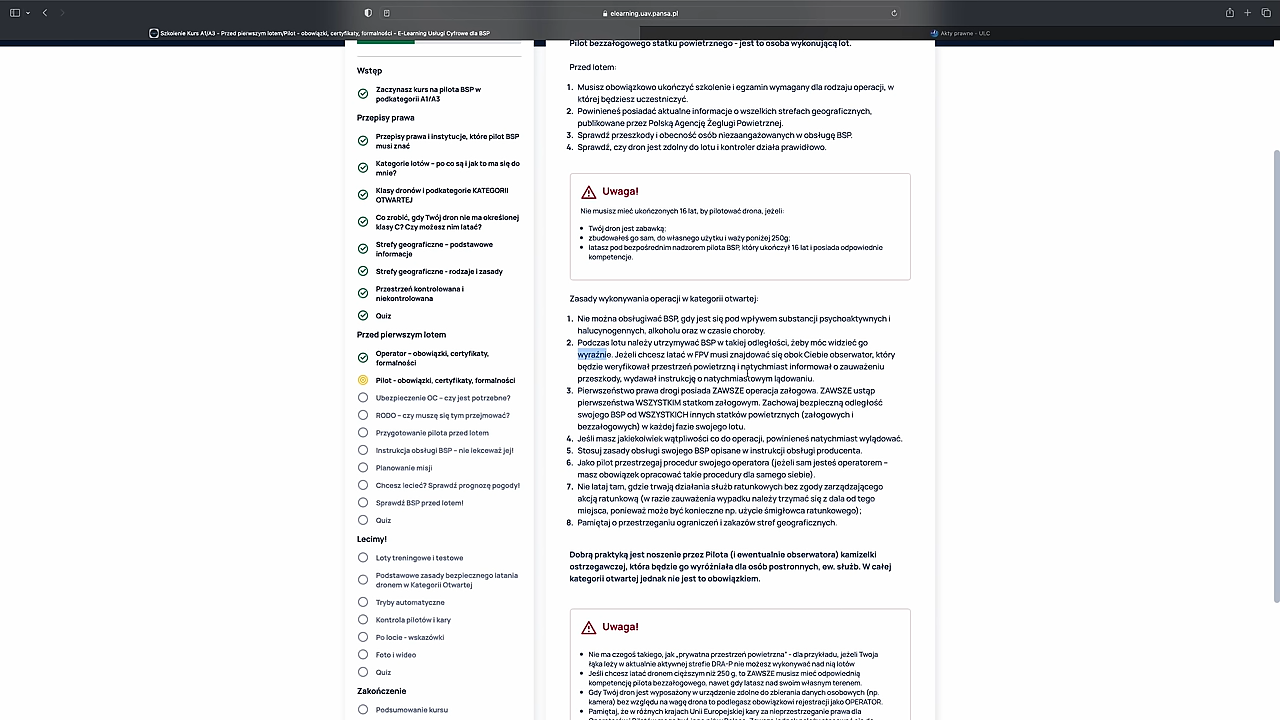 elearning.uav.pansa.pl
Szkolenie Kurs A1/A3 – Przed pierwszym lotem/Pilot – obowiązki, certyfikaty, formalności – E-Learning Usługi Cyfrowe dla BSP
Akty prawne – ULC
Wstęp
Zaczynasz kurs na pilota BSP w
podkategorii A1/A3
Przepisy prawa
Przepisy prawa i instytucje, które pilot BSP
musi znać
Kategorie lotów – po co są i jak to ma się do
mnie?
Klasy dronów i podkategorie KATEGORII
OTWARTEJ
Co zrobić, gdy Twój dron nie ma określonej
klasy C? Czy możesz nim latać?
Strefy geograficzne – podstawowe
informacje
Strefy geograficzne - rodzaje i zasady
Przestrzeń kontrolowana i
niekontrolowana
Quiz
Przed pierwszym lotem
Operator – obowiązki, certyfikaty,
formalności
Pilot - obowiązki, certyfikaty, formalności
Ubezpieczenie OC – czy jest potrzebne?
RODO – czy muszę się tym przejmować?
Przygotowanie pilota przed lotem
Instrukcja obsługi BSP – nie lekceważ jej!
Planowanie misji
Chcesz lecieć? Sprawdź prognozę pogody!
Sprawdź BSP przed lotem!
Quiz
Lecimy!
Loty treningowe i testowe
Podstawowe zasady bezpiecznego latania
dronem w Kategorii Otwartej
Tryby automatyczne
Kontrola pilotów i kary
Po locie - wskazówki
Foto i wideo
Quiz
Zakończenie
Podsumowanie kursu
Pilot bezzałogowego statku powietrznego - jest to osoba wykonującą lot.
Przed lotem:
1. Musisz obowiązkowo ukończyć szkolenie i egzamin wymagany dla rodzaju operacji, w
której będziesz uczestniczyć.
2. Powinieneś posiadać aktualne informacje o wszelkich strefach geograficznych,
publikowane przez Polską Agencję Żeglugi Powietrznej.
3. Sprawdź przeszkody i obecność osób niezaangażowanych w obsługę BSP.
4. Sprawdź, czy dron jest zdolny do lotu i kontroler działa prawidłowo.
Uwaga!
Nie musisz mieć ukończonych 16 lat, by pilotować drona, jeżeli:
• Twój dron jest zabawką;
• zbudowałeś go sam, do własnego użytku i waży poniżej 250g;
• latasz pod bezpośrednim nadzorem pilota BSP, który ukończył 16 lat i posiada odpowiednie
kompetencje.
Zasady wykonywania operacji w kategorii otwartej:
1. Nie można obsługiwać BSP, gdy jest się pod wpływem substancji psychoaktywnych i
halucynogennych, alkoholu oraz w czasie choroby.
2. Podczas lotu należy utrzymywać BSP w takiej odległości, żeby móc widzieć go
wyraźnie. Jeżeli chcesz latać w FPV musi znajdować się obok Ciebie obserwator, który
będzie weryfikował przestrzeń powietrzną i natychmiast informował o zauważeniu
przeszkody, wydawał instrukcję o natychmiastowym lądowaniu.
3. Pierwszeństwo prawa drogi posiada ZAWSZE operacja załogowa. ZAWSZE ustąp
pierwszeństwa WSZYSTKIM statkom załogowym. Zachowaj bezpieczną odległość
swojego BSP od WSZYSTKICH innych statków powietrznych (załogowych i
bezzałogowych) w każdej fazie swojego lotu.
4. Jeśli masz jakiekolwiek wątpliwości co do operacji, powinieneś natychmiast wylądować.
5. Stosuj zasady obsługi swojego BSP opisane w instrukcji obsługi producenta.
6. Jako pilot przestrzegaj procedur swojego operatora (jeżeli sam jesteś operatorem –
masz obowiązek opracować takie procedury dla samego siebie).
7. Nie lataj tam, gdzie trwają działania służb ratunkowych bez zgody zarządzającego
akcją ratunkową (w razie zauważenia wypadku należy trzymać się z dala od tego
miejsca, ponieważ może być konieczne np. użycie śmigłowca ratunkowego);
8. Pamiętaj o przestrzeganiu ograniczeń i zakazów stref geograficznych.
Dobrą praktyką jest noszenie przez Pilota (i ewentualnie obserwatora) kamizelki
ostrzegawczej, która będzie go wyróżniała dla osób postronnych, ew. służb. W całej
kategorii otwartej jednak nie jest to obowiązkiem.
Uwaga!
• Nie ma czegoś takiego, jak „prywatna przestrzeń powietrzna" - dla przykładu, jeżeli Twoja
łąka leży w aktualnie aktywnej strefie DRA-P nie możesz wykonywać nad nią lotów
• Jeśli chcesz latać dronem cięższym niż 250 g, to ZAWSZE musisz mieć odpowiednią
kompetencję pilota bezzałogowego, nawet gdy latasz nad swoim własnym terenem.
• Gdy Twój dron jest wyposażony w urządzenie zdolne do zbierania danych osobowych (np.
kamera) bez względu na wagę drona to podlegasz obowiązkowi rejestracji jako OPERATOR.
• Pamiętaj, że w różnych krajach Unii Europejskiej kary za nieprzestrzeganie prawa dla